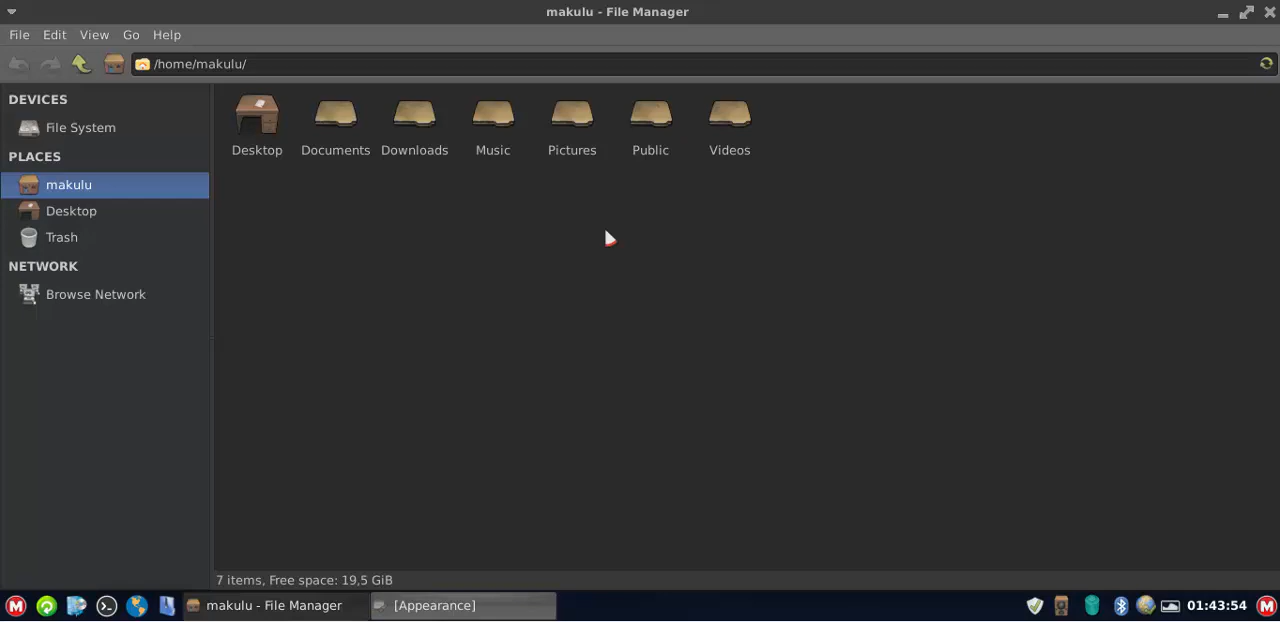 makulu - File Manager
File Edit View Go Help
/home/makulu/
DEVICES
File System
PLACES
makulu
Desktop
Trash
NETWORK
Browse Network
Desktop Documents Downloads Music Pictures Public Videos
7 items, Free space: 19,5 GiB
M makulu - File Manager [Appearance] 01:43:54 M